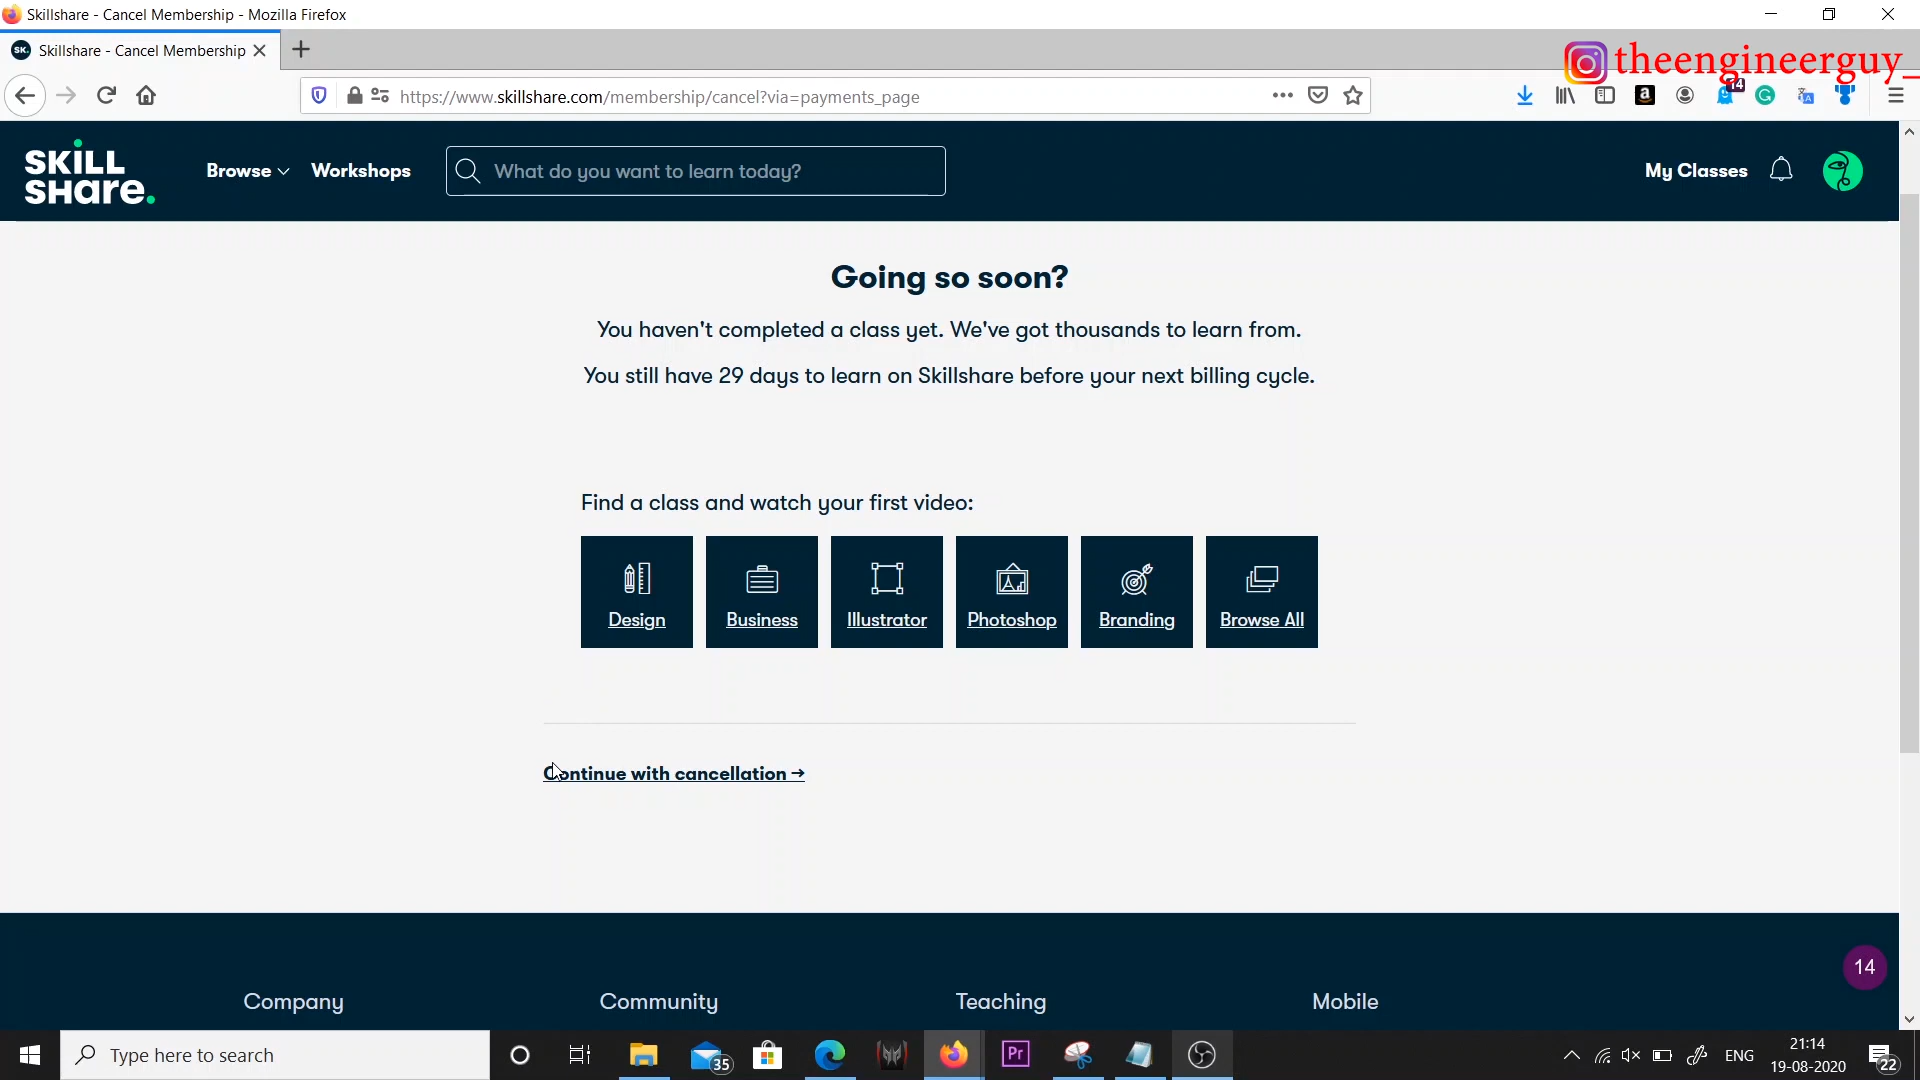 Skillshare - Cancel Membership - Mozilla Firefox
SK. Skillshare - Cancel Membership
theengineerguy_
https://www.skillshare.com/membership/cancel?via=payments_page
a 14
SKILL
SHare.
Browse Workshops What do you want to learn today? My Classes
Going so soon?
You haven't completed a class yet. We've got thousands to learn from.
You still have 29 days to learn on Skillshare before your next billing cycle.
Find a class and watch your first video:
Design Business Illustrator Photoshop Branding Browse All
Continue with cancellation →
14
Company Community Teaching Mobile
Type here to search 35 Pr ENG 21:14
19-08-2020 22